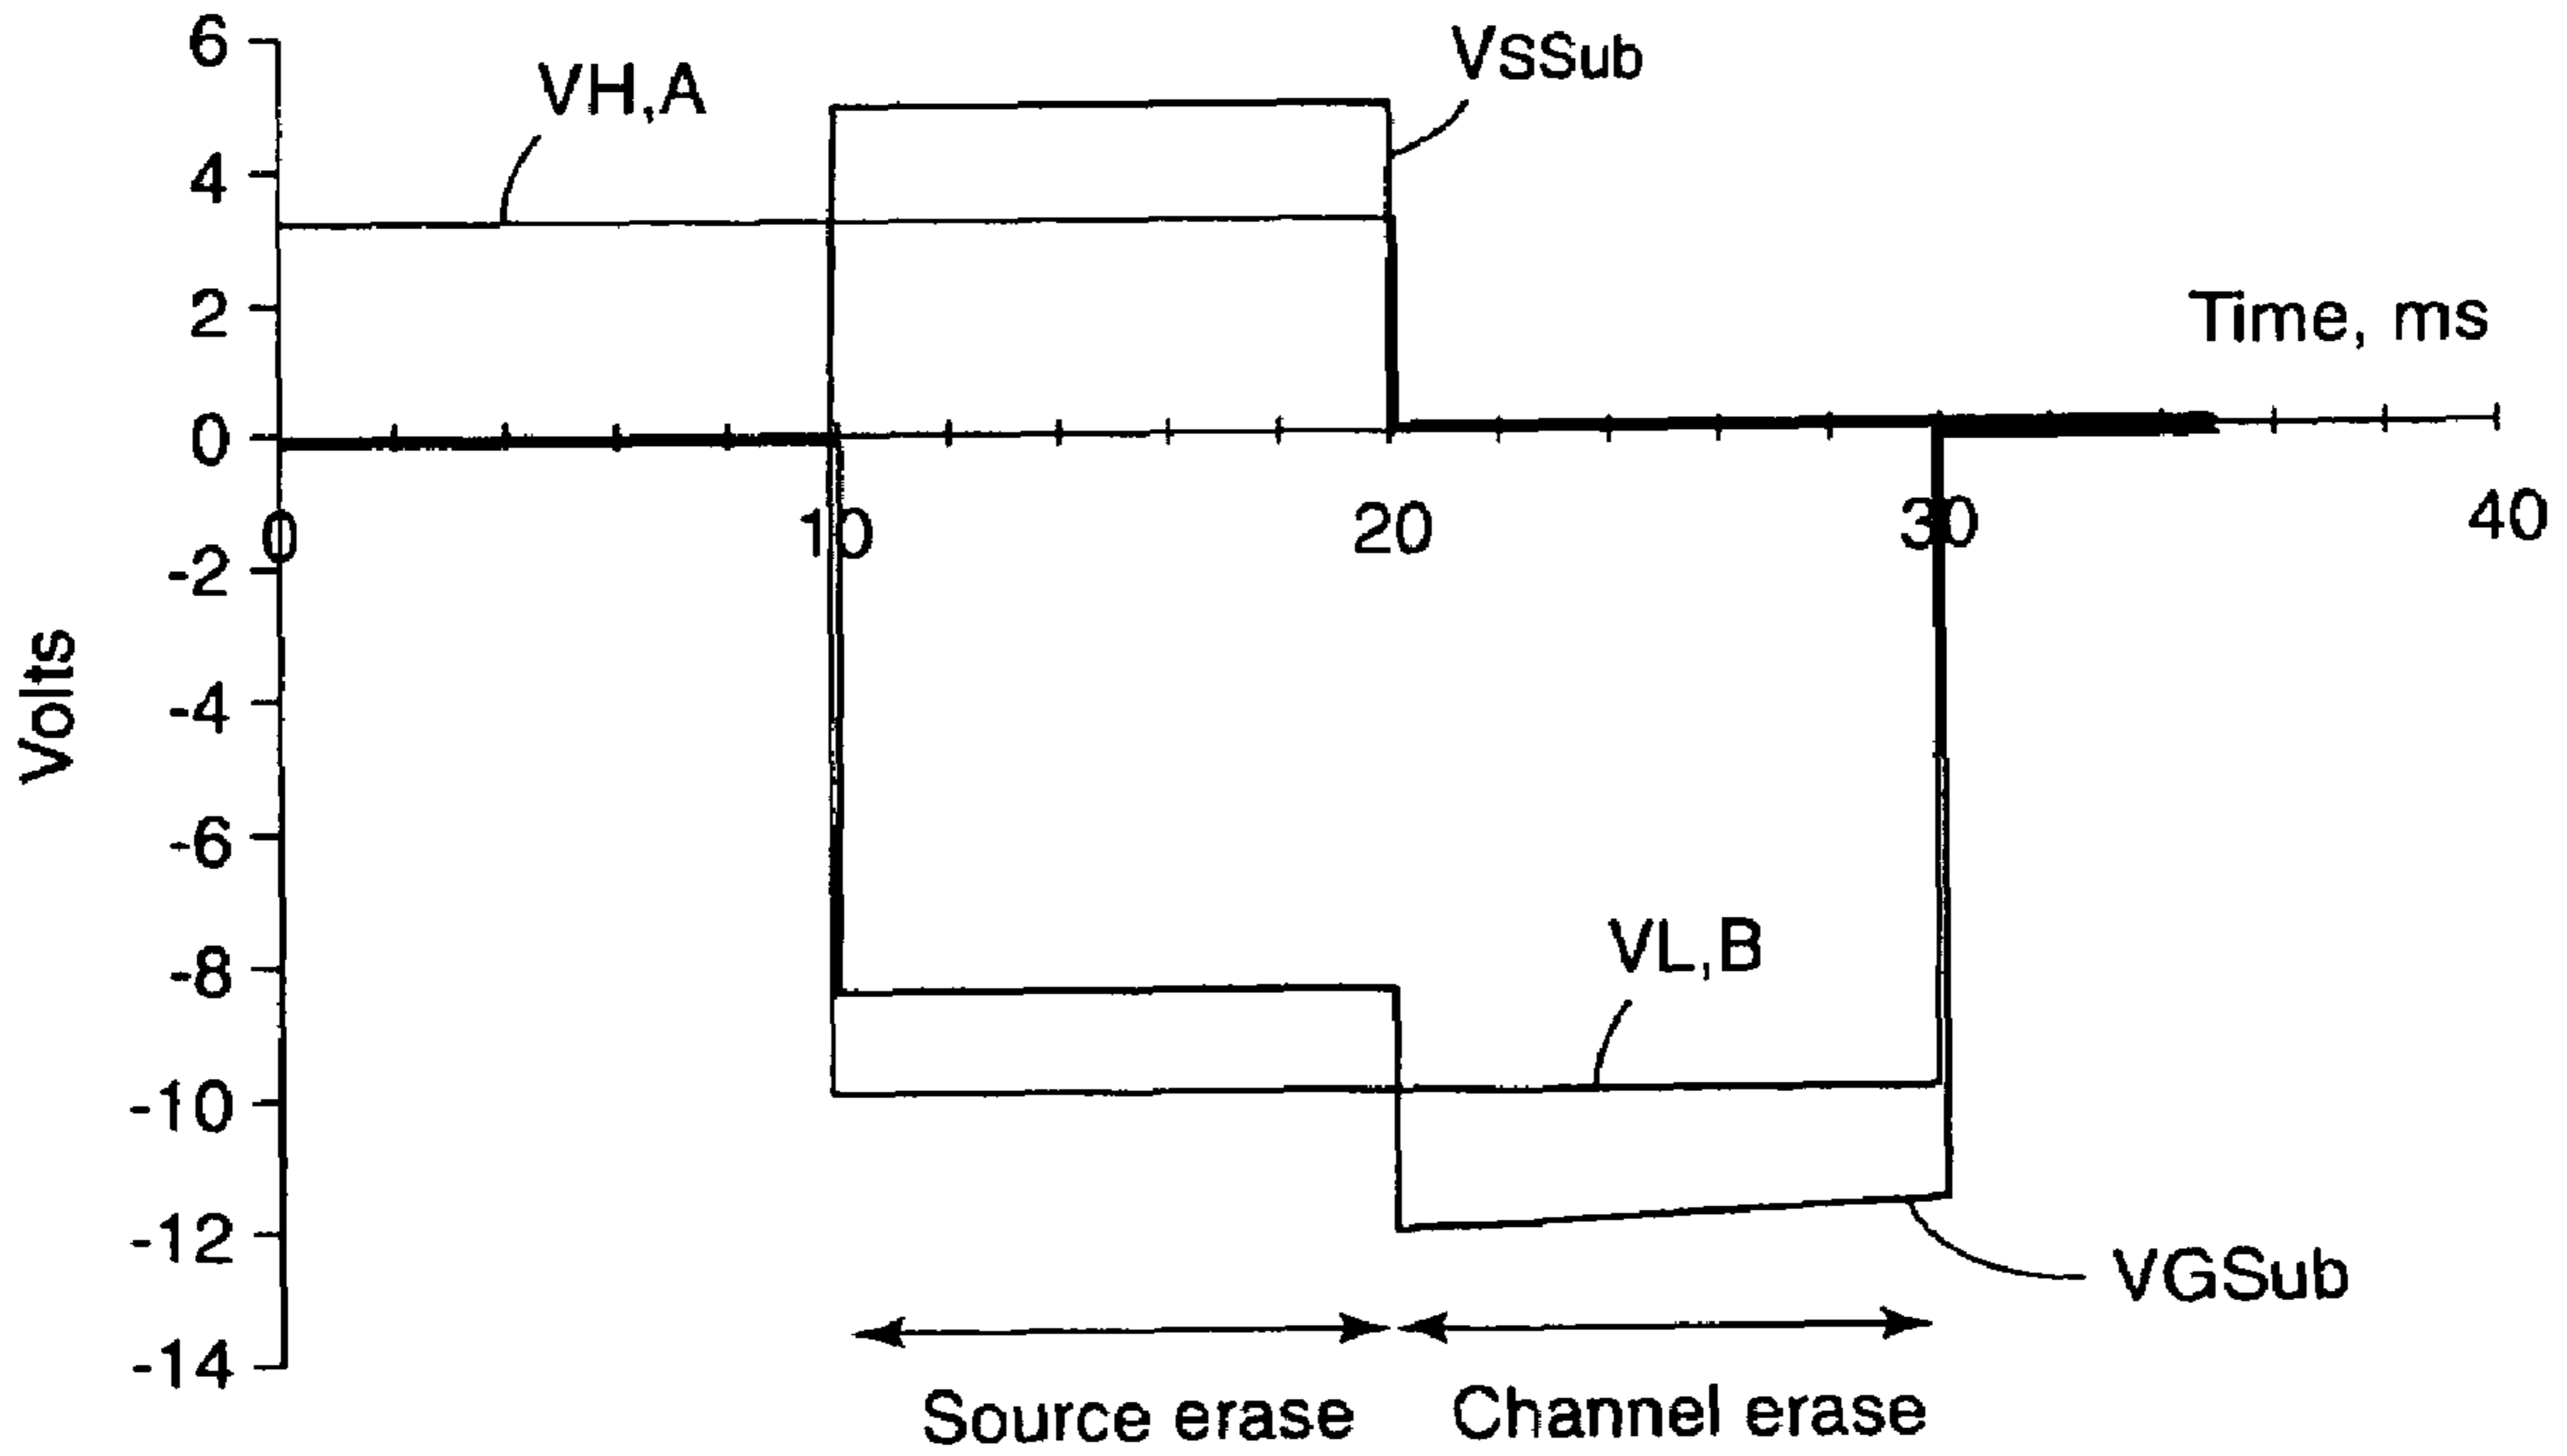 6
VH,A
VSSub
4
2
Time, ms
0
0
10
20
30
40
-2
Volts
-4
-6
-8
VL,B
-10
-12
VGSub
-14
Source erase
Channel erase